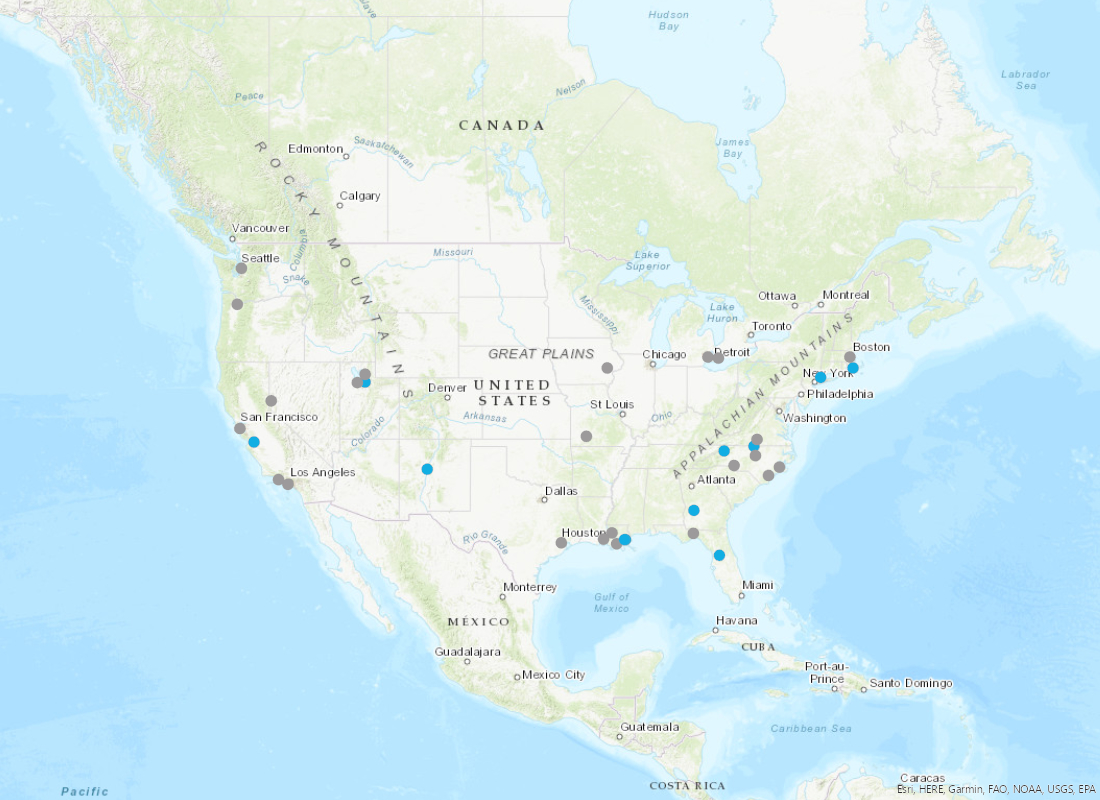 Hudson
Bay
Labrador
Sea
Peace
Nelson
CANADA
James
Bay
Edmonton
Saskatchewan
ROCKY MOUNTAINS
Calgary
Vancouver
Columbia
Seattle
Snake
Missouri
Lake
Superior
Mississippi
Ottawa
Montreal
Lake
Huron
Toronto
GREAT PLAINS
Chicago
Detroit
Boston
APPALACHIAN MOUNTAINS
New York
Denver
UNITED
STATES
Philadelphia
San Francisco
Arkansas
St Louis
Ohio
Washington
Colorado
Los Angeles
Atlanta
Dallas
Houston
Rio Grande
Monterrey
Miami
Gulf of
Mexico
MÉXICO
Havana
CUBA
Guadalajara
Mexico City
Port-au-
Prince
Santo Domingo
Guatemala
Caribbean Sea
COSTA RICA
Caracas
Pacific
Esri, HERE, Garmin, FAO, NOAA, USGS, EPA